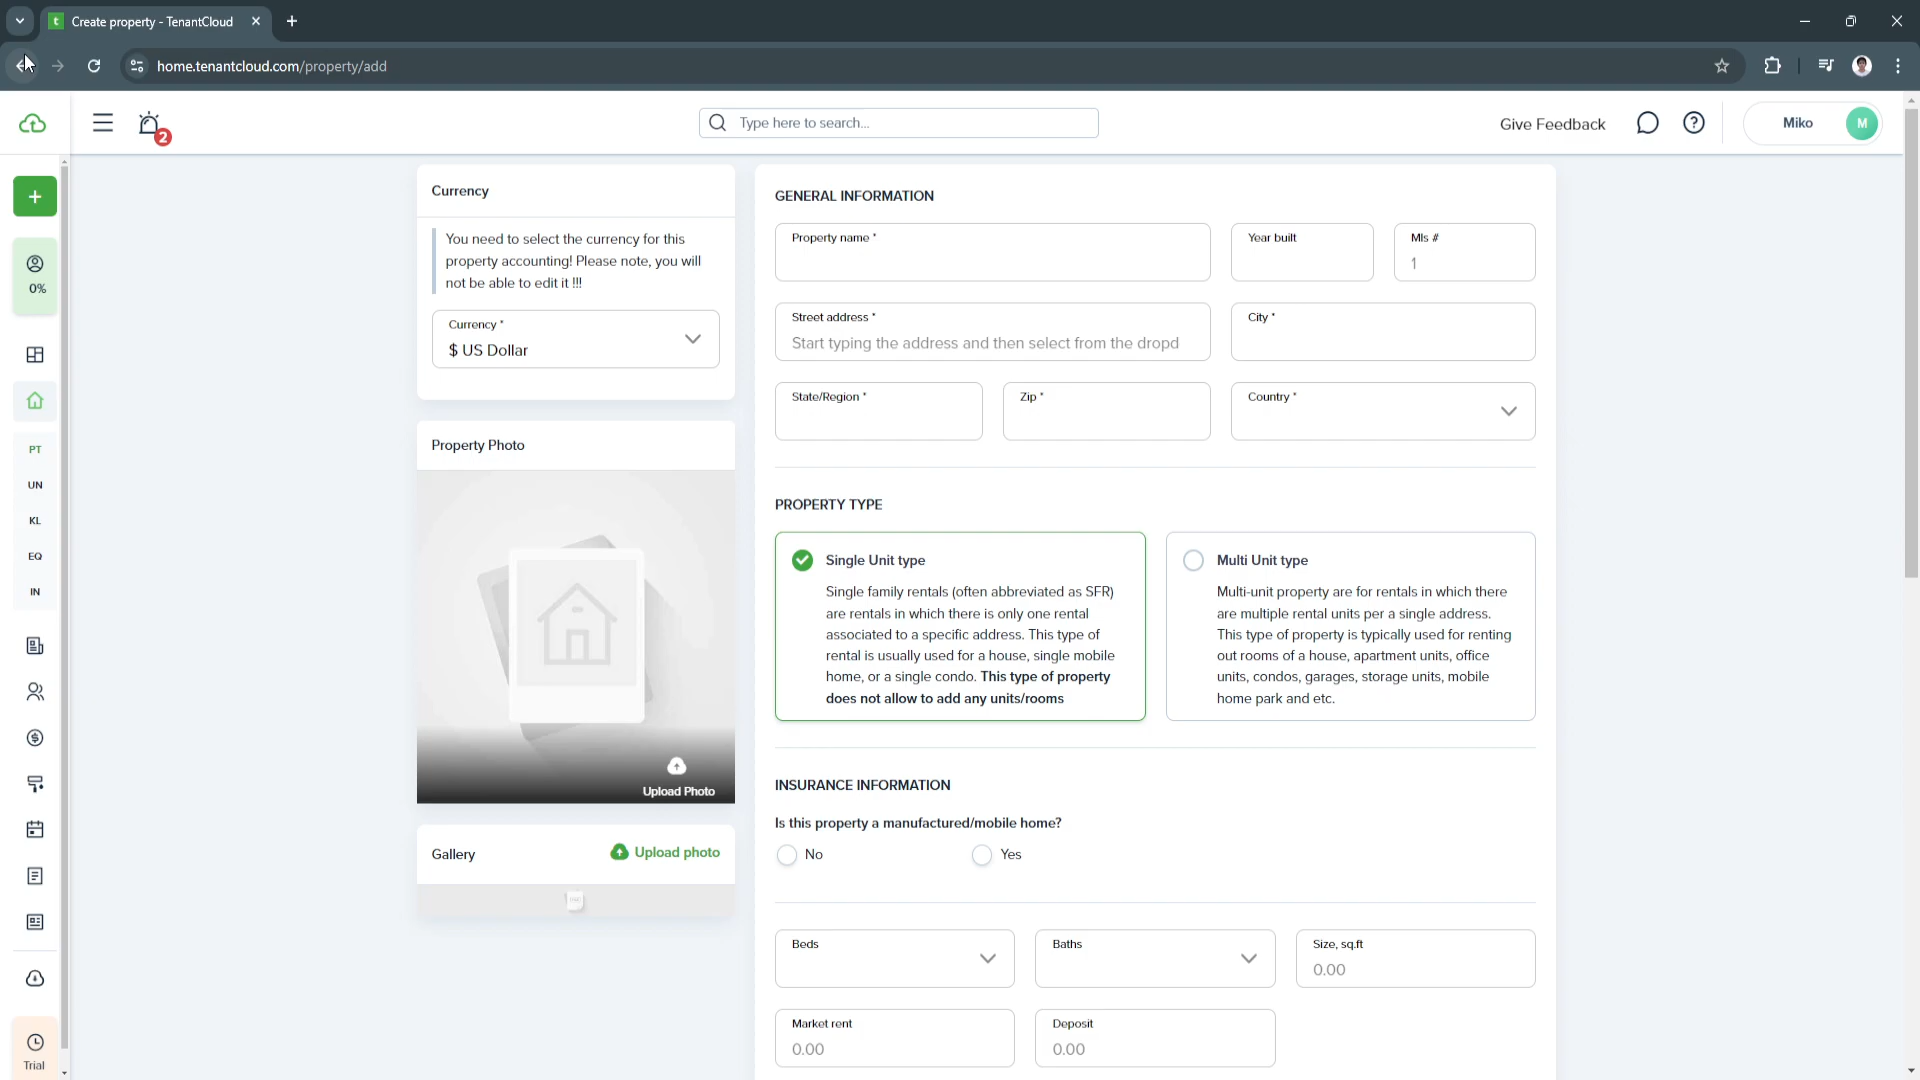 Create property - TenantCloud
home.tenantcloud.com/property/add
2
Type here to search...
Give Feedback
Miko
M
0%
PT
UN
KL
EQ
IN
Trial
Currency
You need to select the currency for this
property accounting! Please note, you will
not be able to edit it !!!
Currency *
$ US Dollar
Property Photo
Upload Photo
Gallery
Upload photo
GENERAL INFORMATION
Property name *
Year built
Mls #
1
Street address *
Start typing the address and then select from the dropd
City *
State/Region *
Zip *
Country *
PROPERTY TYPE
Single Unit type
Single family rentals (often abbreviated as SFR)
are rentals in which there is only one rental
associated to a specific address. This type of
rental is usually used for a house, single mobile
home, or a single condo. This type of property
does not allow to add any units/rooms
Multi Unit type
Multi-unit property are for rentals in which there
are multiple rental units per a single address.
This type of property is typically used for renting
out rooms of a house, apartment units, office
units, condos, garages, storage units, mobile
home park and etc.
INSURANCE INFORMATION
Is this property a manufactured/mobile home?
No
Yes
Beds
Baths
Size, sq.ft
0.00
Market rent
0.00
Deposit
0.00